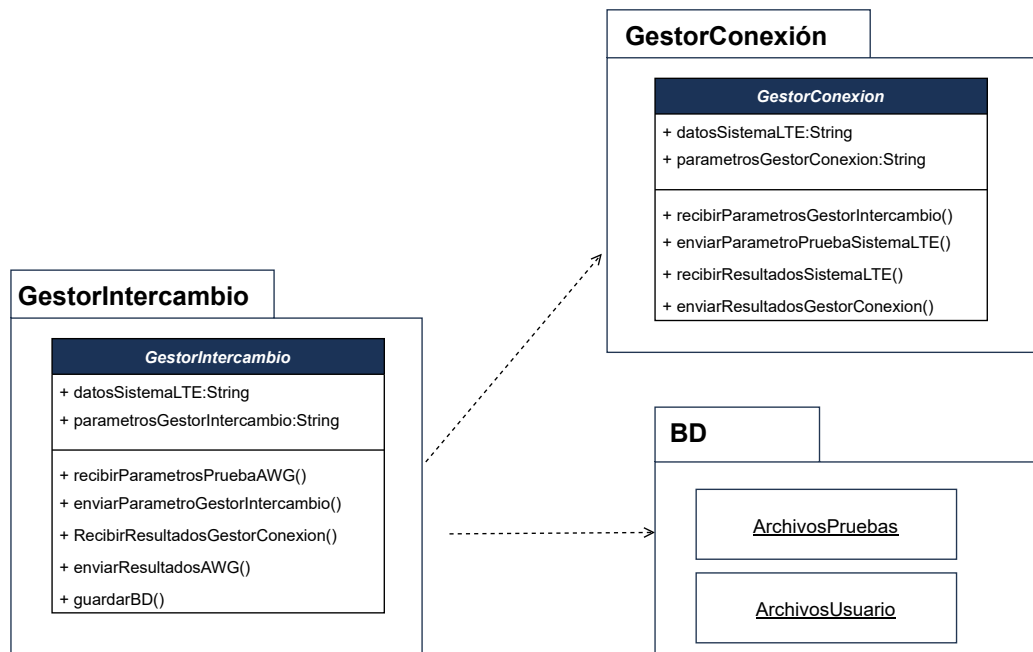 GestorConexión
GestorConexion
+ datosSistemaLTE:String
+ parametrosGestorConexion:String
+ recibirParametrosGestorIntercambio()
+ enviarParametroPruebaSistemaLTE()
+ recibirResultadosSistemaLTE()
+ enviarResultadosGestorConexion()
GestorIntercambio
GestorIntercambio
+ datosSistemaLTE:String
+ parametrosGestorIntercambio:String
+ recibirParametrosPruebaAWG()
+ enviarParametroGestorIntercambio()
+ RecibirResultadosGestorConexion()
+ enviarResultadosAWG()
+ guardarBD()
BD
ArchivosPruebas
ArchivosUsuario